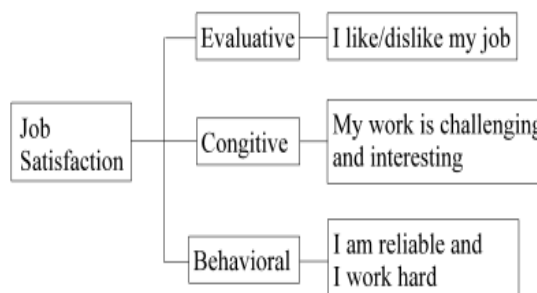 Evaluative
I like/dislike my job
Job
Satisfaction
Congitive
My work is challenging
and interesting
Behavioral
I am reliable and
I work hard